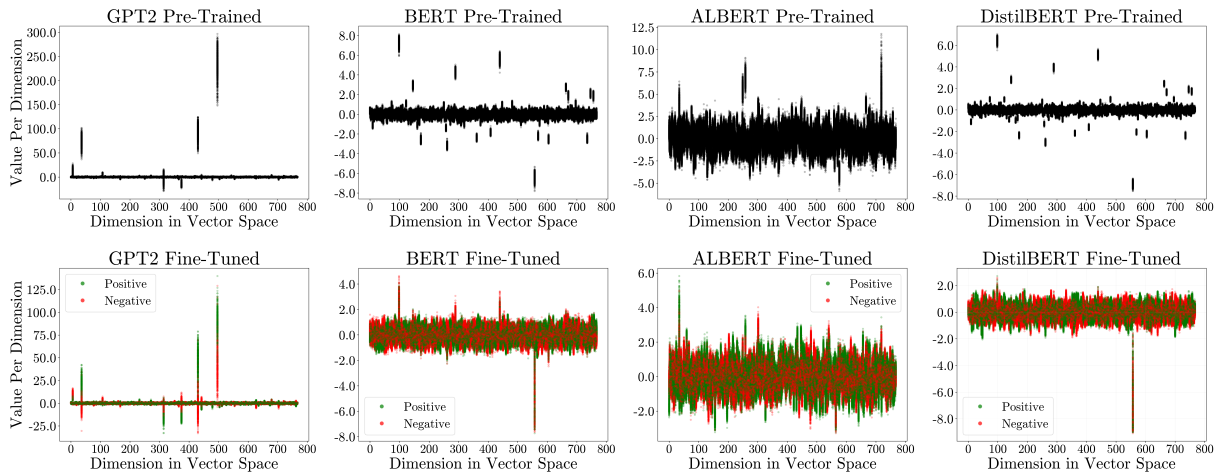 GPT2 Pre-Trained
BERT Pre-Trained
ALBERT Pre-Trained
DistilBERT Pre-Trained
Value Per Dimension
300.0
250.0
200.0
150.0
100.0
50.0
0.0
8.0
6.0
4.0
2.0
0.0
-2.0
-4.0
-6.0
-8.0
12.5
10.0
7.5
5.0
2.5
0.0
-2.5
-5.0
8.0
6.0
4.0
2.0
0.0
-2.0
-4.0
-6.0
-8.0
0 100 200 300 400 500 600 700 800
0 100 200 300 400 500 600 700 800
0 100 200 300 400 500 600 700 800
0 100 200 300 400 500 600 700 800
Dimension in Vector Space
Dimension in Vector Space
Dimension in Vector Space
Dimension in Vector Space
GPT2 Fine-Tuned
BERT Fine-Tuned
ALBERT Fine-Tuned
DistilBERT Fine-Tuned
Value Per Dimension
125.0
100.0
75.0
50.0
25.0
0.0
-25.0
Positive
Negative
4.0
2.0
0.0
-2.0
-4.0
-6.0
-8.0
Positive
Negative
6.0
4.0
2.0
0.0
-2.0
Positive
Negative
2.0
0.0
-2.0
-4.0
-6.0
-8.0
Positive
Negative
0 100 200 300 400 500 600 700 800
0 100 200 300 400 500 600 700 800
0 100 200 300 400 500 600 700 800
0 100 200 300 400 500 600 700 800
Dimension in Vector Space
Dimension in Vector Space
Dimension in Vector Space
Dimension in Vector Space